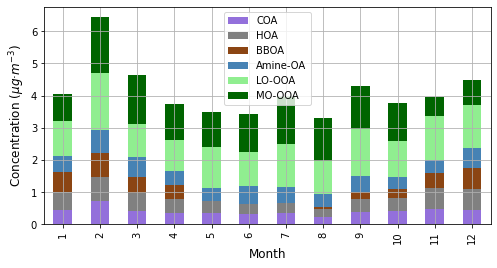 COA
HOA
BBOA
Amine-OA
LO-OOA
MO-OOA
Concentration (μg·m⁻³)
6
5
4
3
2
1
0
1 2 3 4 5 6 7 8 9 10 11 12
Month